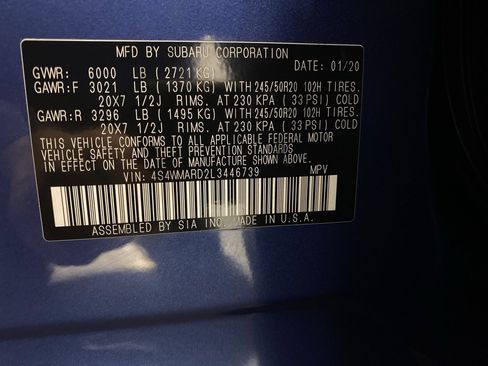 MFD BY SUBARU CORPORATION
DATE: 01/20
GVWR: 6000 LB ( 2721 KG)
GAWR:F 3021 LB ( 1370 KG) WITH 245/50R20 102H TIRES.
20X7 1/2J RIMS. AT 230 KPA ( 33 PSI) COLD
GAWR:R 3296 LB ( 1495 KG) WITH 245/50R20 102H TIRES.
20X7 1/2J RIMS. AT 230 KPA ( 33 PSI) COLD
THIS VEHICLE CONFORMS TO ALL APPLICABLE FEDERAL MOTOR
VEHICLE SAFETY AND THEFT PREVENTION STANDARDS
IN EFFECT ON THE DATE OF MANUFACTURE SHOWN ABOVE.
VIN: 4S4WMARD2L3446739 MPV
ASSEMBLED BY SIA INC. MADE IN U.S.A.